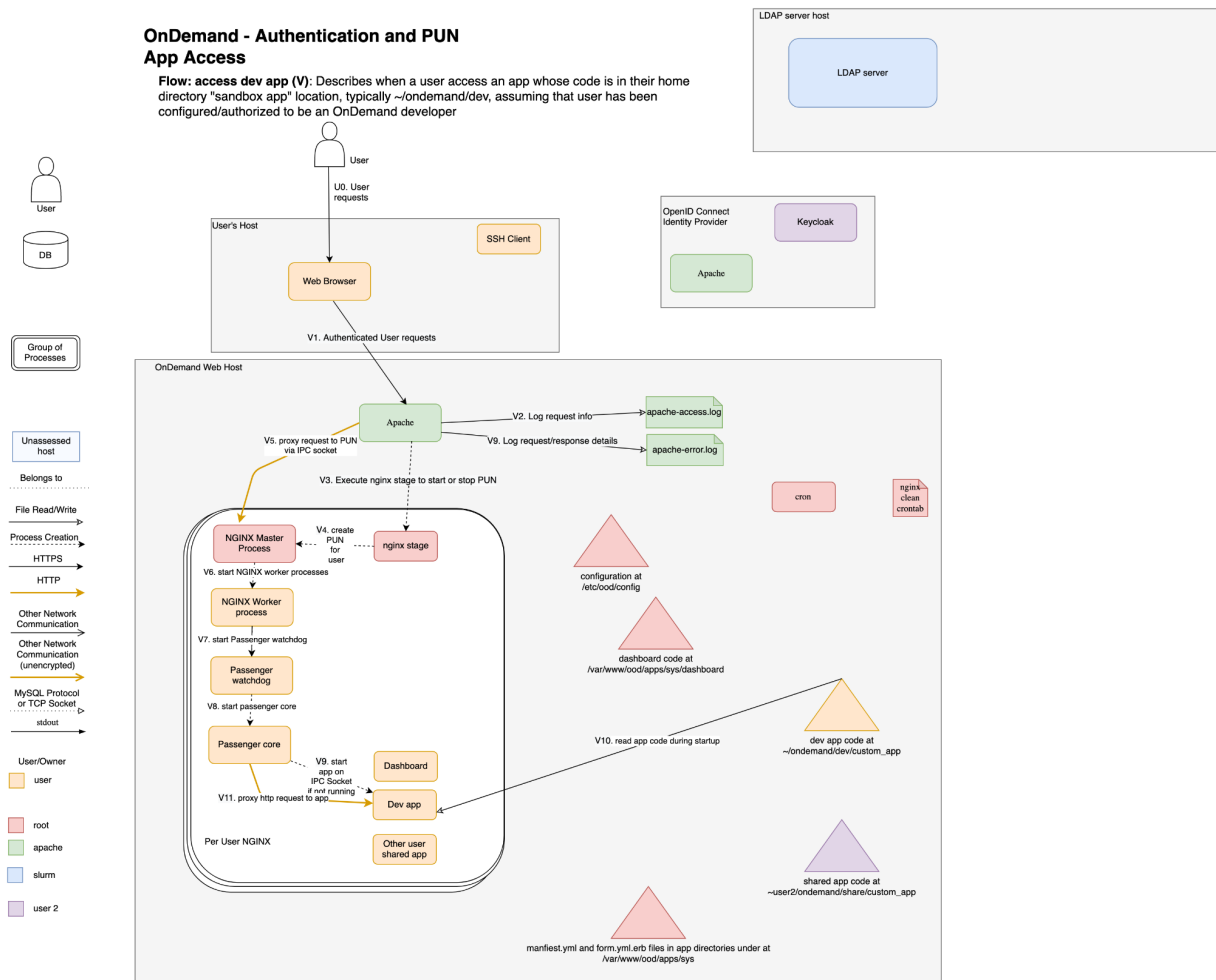 OnDemand - Authentication and PUN
App Access
Flow: access dev app (V): Describes when a user access an app whose code is in their home
directory "sandbox app" location, typically ~/ondemand/dev, assuming that user has been
configured/authorized to be an OnDemand developer
LDAP server host
LDAP server
User
U0. User
requests
User
DB
User's Host
SSH Client
Web Browser
OpenID Connect
Identity Provider
Keycloak
Apache
V1. Authenticated User requests
Group of
Processes
OnDemand Web Host
Apache
V2. Log request info
apache-access.log
V9. Log request/response details
apache-error.log
V5. proxy request to PUN
via IPC socket
V3. Execute nginx stage to start or stop PUN
Unassessed
host
Belongs to
File Read/Write
Process Creation
HTTPS
HTTP
Other Network
Communication
Other Network
Communication
(unencrypted)
MySQL Protocol
or TCP Socket
stdout
User/Owner
user
root
apache
slurm
user 2
cron
nginx
clean
crontab
NGINX Master
Process
V4. create
PUN
for
user
nginx stage
V6. start NGINX worker processes
NGINX Worker
process
V7. start Passenger watchdog
Passenger
watchdog
V8. start passenger core
Passenger core
V9. start
app on
IPC Socket
if not running
V11. proxy http request to app
Dashboard
Dev app
Other user
shared app
Per User NGINX
configuration at
/etc/ood/config
dashboard code at
/var/www/ood/apps/sys/dashboard
V10. read app code during startup
dev app code at
~/ondemand/dev/custom_app
shared app code at
~user2/ondemand/share/custom_app
manfiest.yml and form.yml.erb files in app directories under at
/var/www/ood/apps/sys